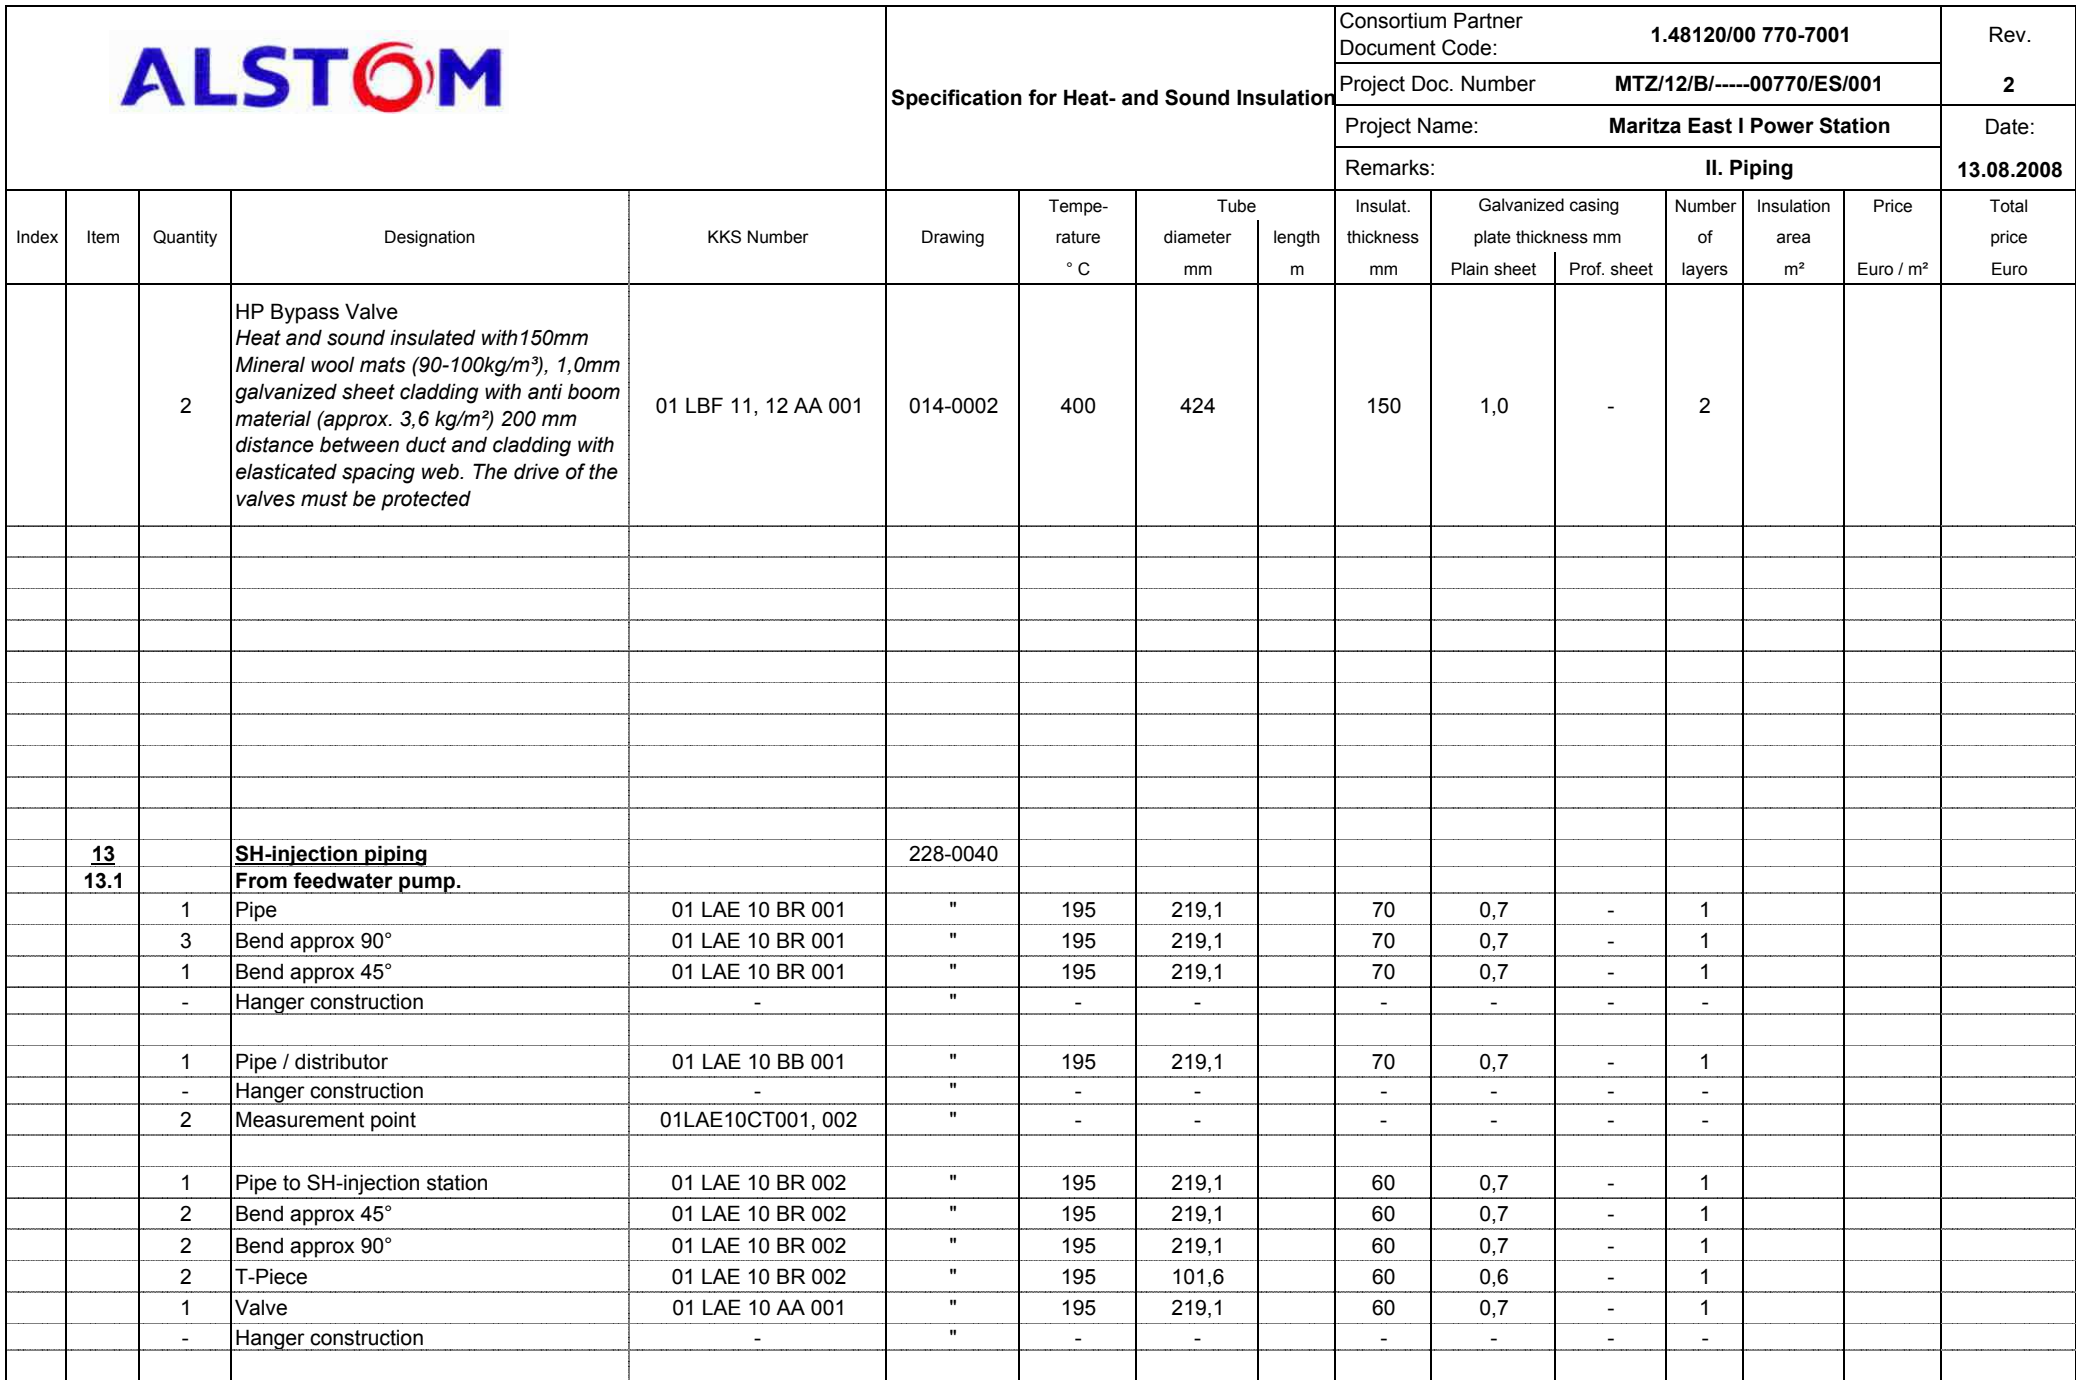 ALSTOM
Specification for Heat- and Sound Insulation
Consortium Partner
Document Code:
1.48120/00 770-7001
Rev.
Project Doc. Number
MTZ/12/B/-----00770/ES/001
2
Project Name:
Maritza East I Power Station
Date:
Remarks:
II. Piping
13.08.2008
Index Item Quantity Designation KKS Number Drawing Tempe-rature ° C Tube diameter mm length m Insulat. thickness mm Galvanized casing plate thickness mm Plain sheet Prof. sheet Number of layers Insulation area m² Price Euro / m² Total price Euro
HP Bypass Valve
Heat and sound insulated with150mm
Mineral wool mats (90-100kg/m³), 1,0mm
galvanized sheet cladding with anti boom
2 material (approx. 3,6 kg/m²) 200 mm 01 LBF 11, 12 AA 001 014-0002 400 424 150 1,0 - 2
distance between duct and cladding with
elasticated spacing web. The drive of the
valves must be protected
13 SH-injection piping 228-0040
13.1 From feedwater pump.
1 Pipe 01 LAE 10 BR 001 " 195 219,1 70 0,7 - 1
3 Bend approx 90° 01 LAE 10 BR 001 " 195 219,1 70 0,7 - 1
1 Bend approx 45° 01 LAE 10 BR 001 " 195 219,1 70 0,7 - 1
- Hanger construction - " - - - - - -
1 Pipe / distributor 01 LAE 10 BB 001 " 195 219,1 70 0,7 - 1
- Hanger construction - " - - - - - -
2 Measurement point 01LAE10CT001, 002 " - - - - - -
1 Pipe to SH-injection station 01 LAE 10 BR 002 " 195 219,1 60 0,7 - 1
2 Bend approx 45° 01 LAE 10 BR 002 " 195 219,1 60 0,7 - 1
2 Bend approx 90° 01 LAE 10 BR 002 " 195 219,1 60 0,7 - 1
2 T-Piece 01 LAE 10 BR 002 " 195 101,6 60 0,6 - 1
1 Valve 01 LAE 10 AA 001 " 195 219,1 60 0,7 - 1
- Hanger construction - " - - - - - -